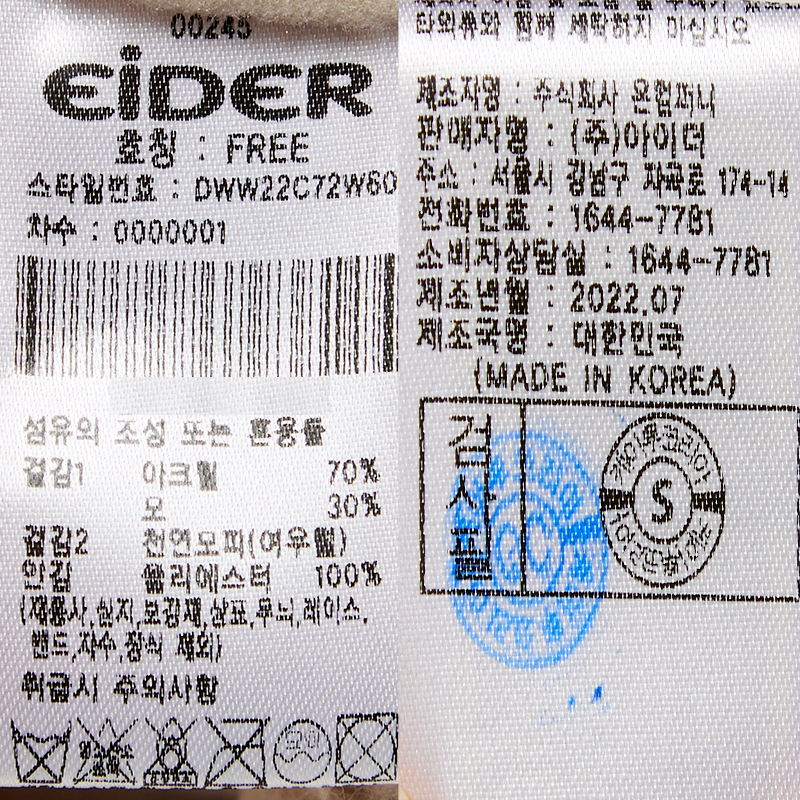 00245
EiDER
호칭 : FREE
스타일번호 : DWW22C72W60
차수 : 0000001
섬유의 조성 또는 혼용률
겉감1 아크릴 70%
모 30%
겉감2 천연모피(여우털)
안감 폴리에스터 100%
(재봉사,심지,보강재,상표,무늬,레이스,
밴드,자수,장식 제외)
취급시 주의사항
타의류와 함께 세탁하지 마십시오
제조자명 : 주식회사 온컴퍼니
판매자명 : (주)아이더
주소 : 서울시 강남구 자곡로 174-14
전화번호 : 1644-7781
소비자상담실 : 1644-7781
제조년월 : 2022.07
제조국명 : 대한민국
(MADE IN KOREA)
검사필
S